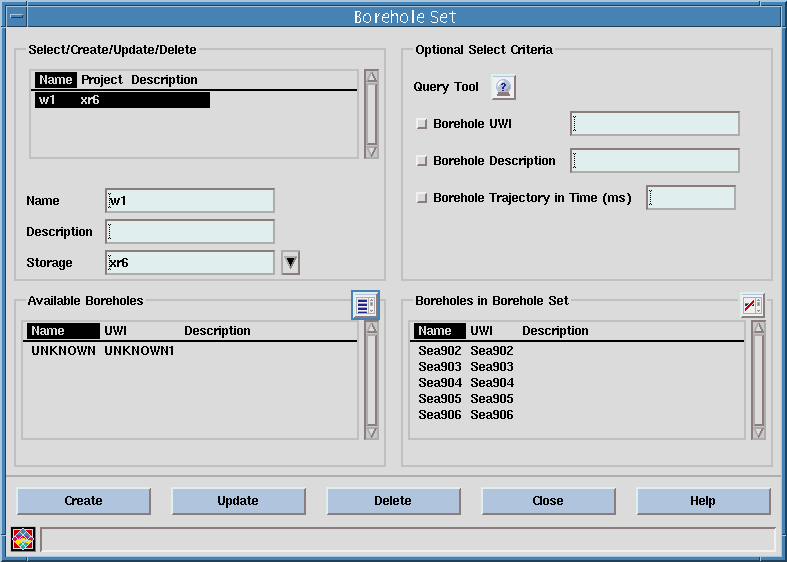 Borehole Set
Select/Create/Update/Delete
Name Project Description
w1 xr6
Name w1
Description
Storage xr6
Optional Select Criteria
Query Tool ?
Borehole UWI
Borehole Description
Borehole Trajectory in Time (ms)
Available Boreholes
Name UWI Description
UNKNOWN UNKNOWN1
Boreholes in Borehole Set
Name UWI Description
Sea902 Sea902
Sea903 Sea903
Sea904 Sea904
Sea905 Sea905
Sea906 Sea906
Create Update Delete Close Help